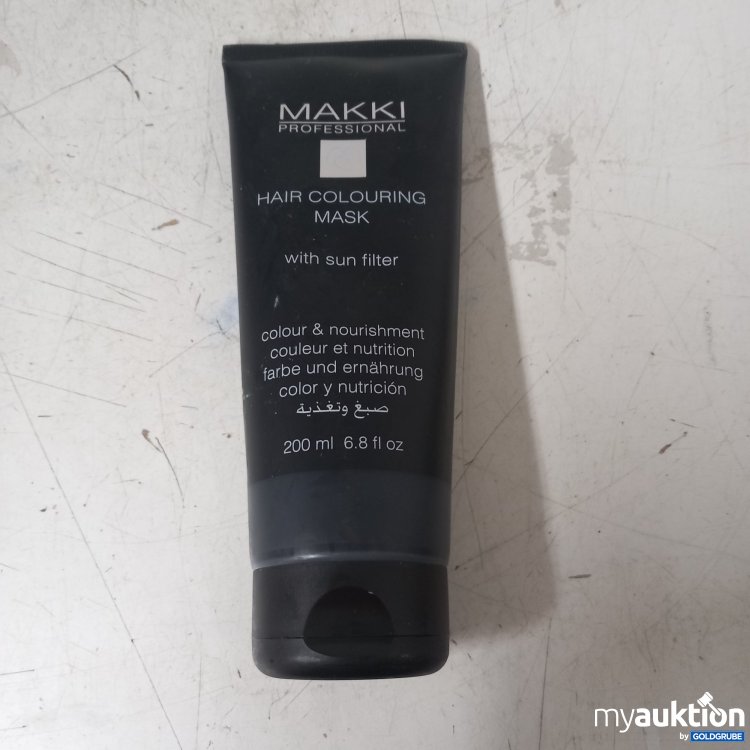 MAKKI
PROFESSIONAL
HAIR COLOURING
MASK
with sun filter
colour & nourishment
couleur et nutrition
farbe und ernährung
color y nutrición
صبغ وتغذية
200 ml 6.8 fl oz
myauktion
by GOLDGRUBE